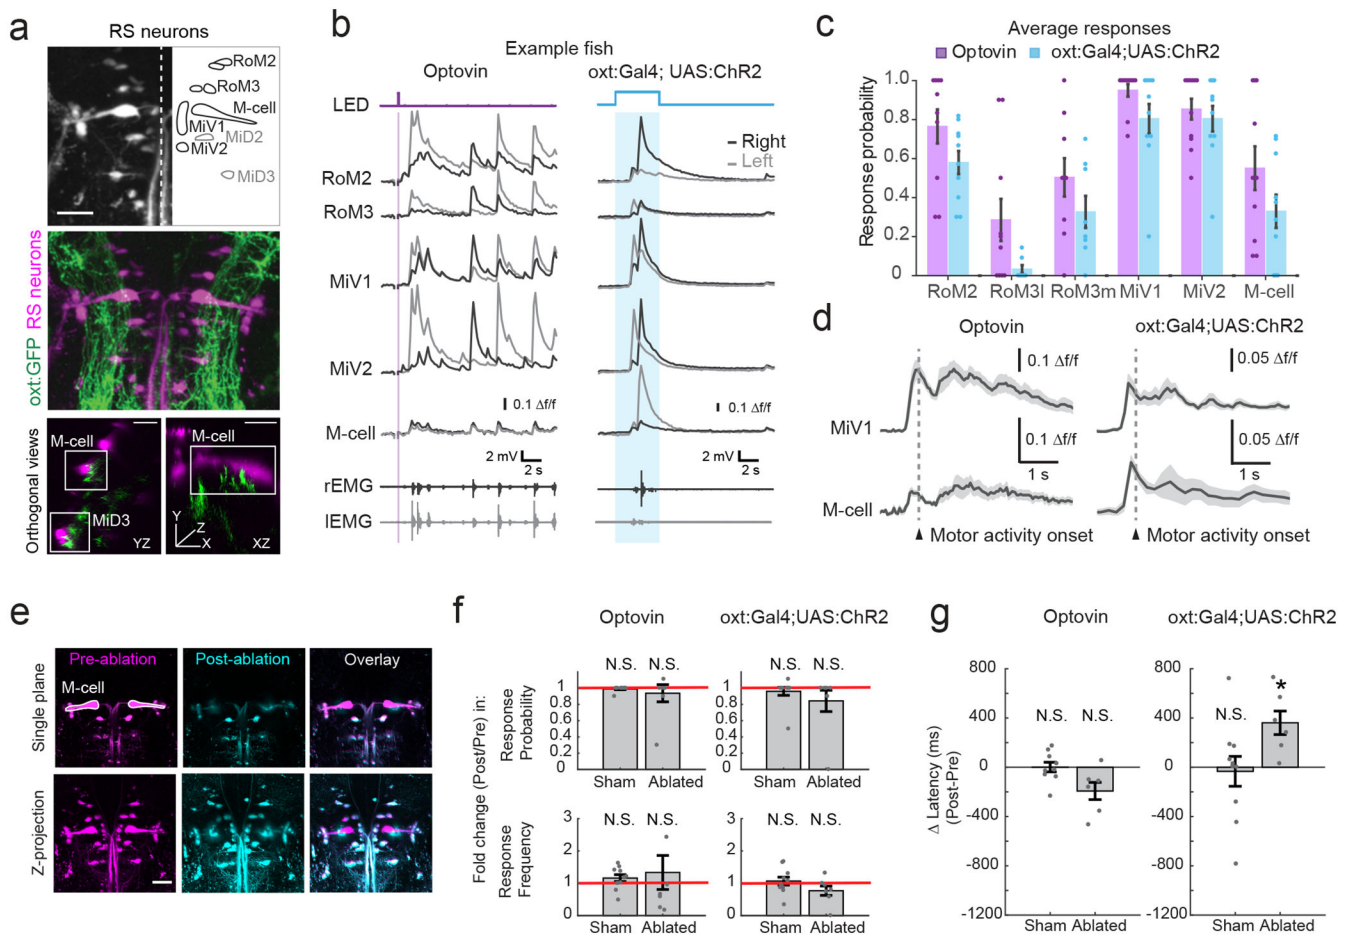 a
RS neurons
RoM2
RoM3
M-cell
MiV1
MiD2
MiV2
MiD3
oxt:GFP RS neurons
Orthogonal views
M-cell
MiD3
YZ
M-cell
Y
Z
X
XZ
b
Example fish
Optovin
oxt:Gal4; UAS:ChR2
LED
Right
Left
RoM2
RoM3
MiV1
MiV2
0.1 Δf/f
0.1 Δf/f
M-cell
2 mV
2 s
2 mV
2 s
rEMG
lEMG
c
Average responses
Optovin
oxt:Gal4;UAS:ChR2
Response probability
1.0
0.8
0.6
0.4
0.2
0
RoM2
RoM3l
RoM3m
MiV1
MiV2
M-cell
d
Optovin
oxt:Gal4;UAS:ChR2
0.1 Δf/f
0.05 Δf/f
MiV1
0.1 Δf/f
0.05 Δf/f
1 s
1 s
M-cell
Motor activity onset
Motor activity onset
e
Pre-ablation
Post-ablation
Overlay
M-cell
Single plane
Z-projection
f
Optovin
oxt:Gal4;UAS:ChR2
Fold change (Post/Pre) in:
Response
Probability
N.S.
N.S.
N.S.
N.S.
1
0.8
0.6
0.4
0.2
0
1
0.8
0.6
0.4
0.2
0
Sham
Ablated
Sham
Ablated
Response
Frequency
N.S.
N.S.
N.S.
N.S.
3
2
1
0
3
2
1
0
Sham
Ablated
Sham
Ablated
g
Optovin
oxt:Gal4;UAS:ChR2
Δ Latency (ms)
(Post-Pre)
800
400
0
-400
-800
-1200
N.S.
N.S.
Sham
Ablated
800
400
0
-400
-800
-1200
N.S.
*
Sham
Ablated